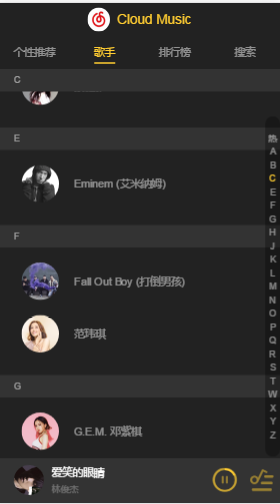 Cloud Music
个性推荐 歌手 排行榜 搜索
C
E
Eminem (艾米纳姆)
F
Fall Out Boy (打倒男孩)
范玮琪
G
G.E.M. 邓紫棋
热
A
B
C
E
F
G
H
J
K
L
M
N
O
P
Q
R
S
T
W
X
Y
Z
爱笑的眼睛
林俊杰